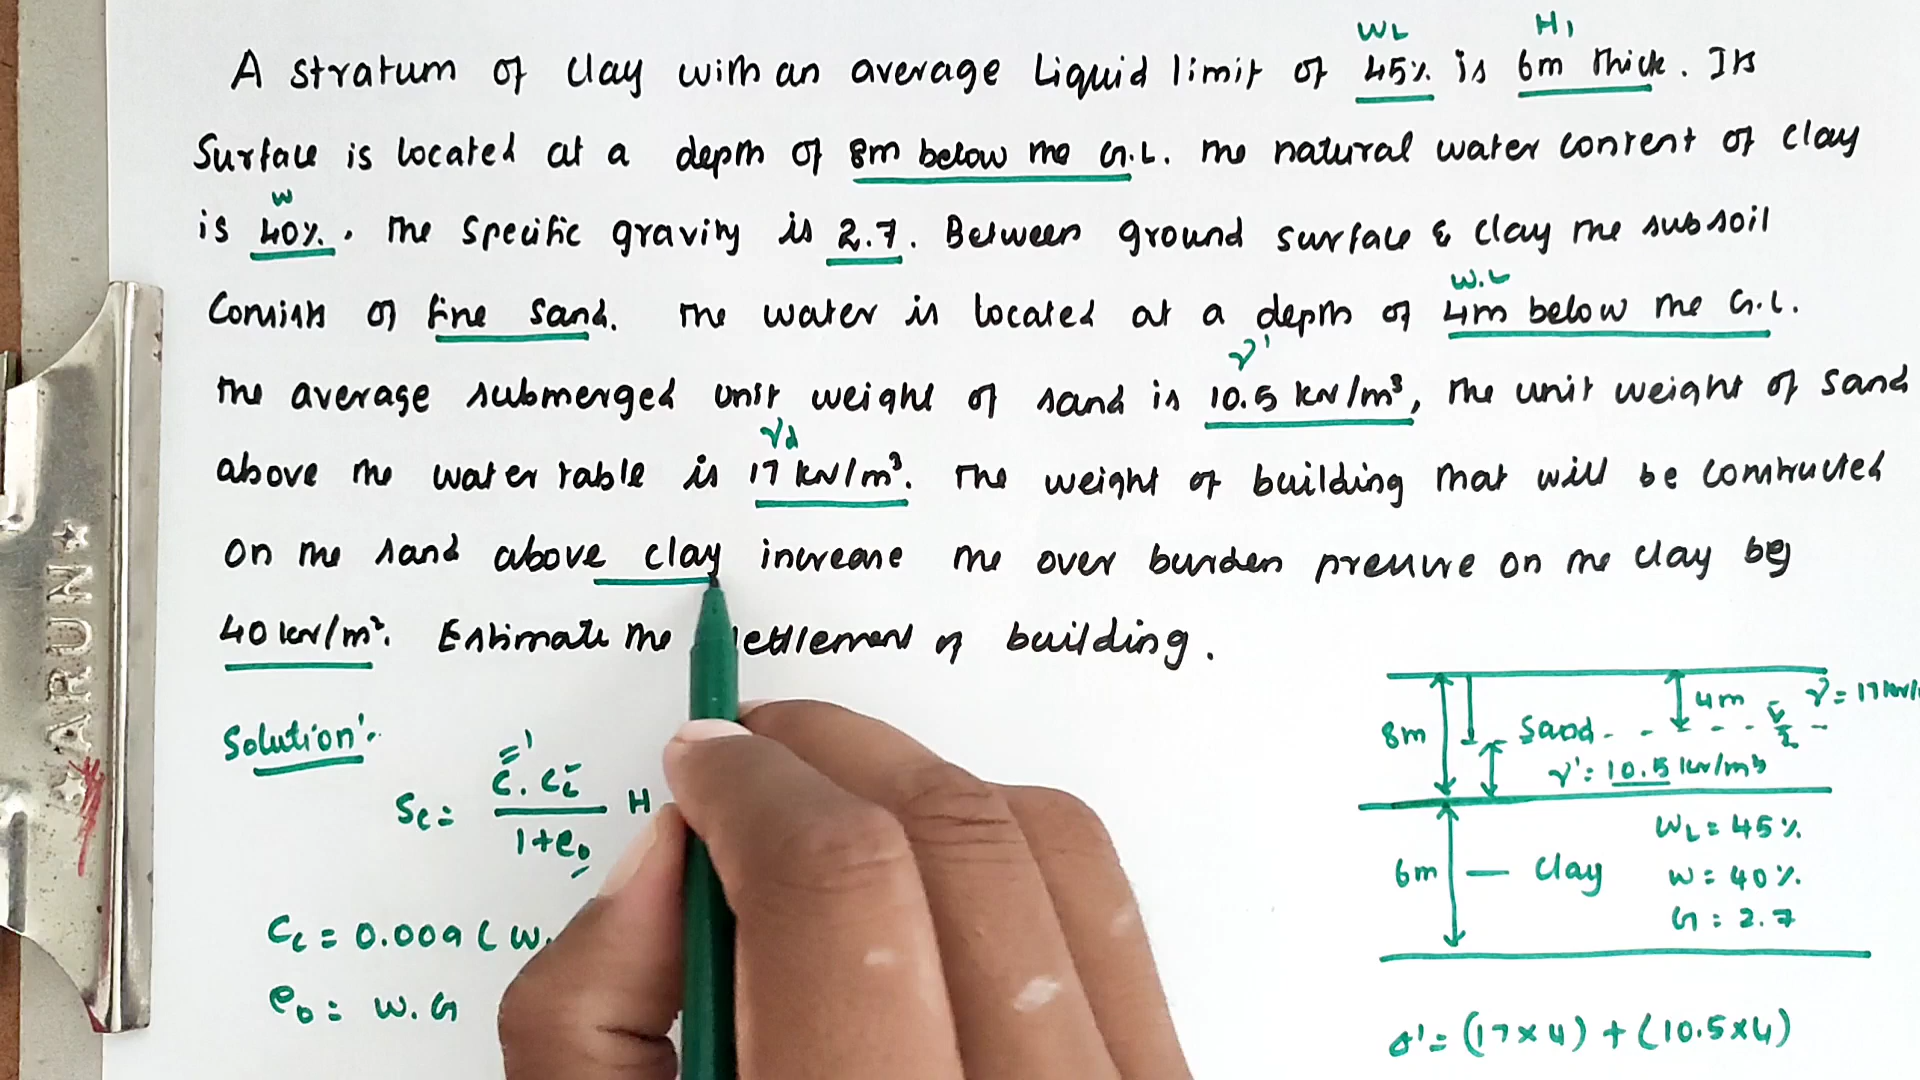 WL H1
A stratum of clay with an average Liquid limit of 45% is 6m thick. Its
Surface is located at a depth of 8m below the G.L. The natural water content of clay
w
is 40%. The specific gravity is 2.7. Between ground surface & clay the subsoil
W.L
Consists of fine sand. The water is located at a depth of 4m below the G.L.
γ'
The average submerged unit weight of sand is 10.5 kN/m³, the unit weight of sand
γd
above the water table is 17 kN/m³. The weight of building that will be constructed
on the sand above clay increase the over burden pressure on the clay by
40 kN/m². Estimate the settlement of building.
Solution:
Sc = Cc H
1+e0
Cc = 0.009 (W
e0 = W.G
8m Sand 4m γ = 17 kN/
γ' = 10.5 kN/m³
6m Clay WL = 45%
W = 40%
G = 2.7
σ' = (17×4) + (10.5×4)
ARUN